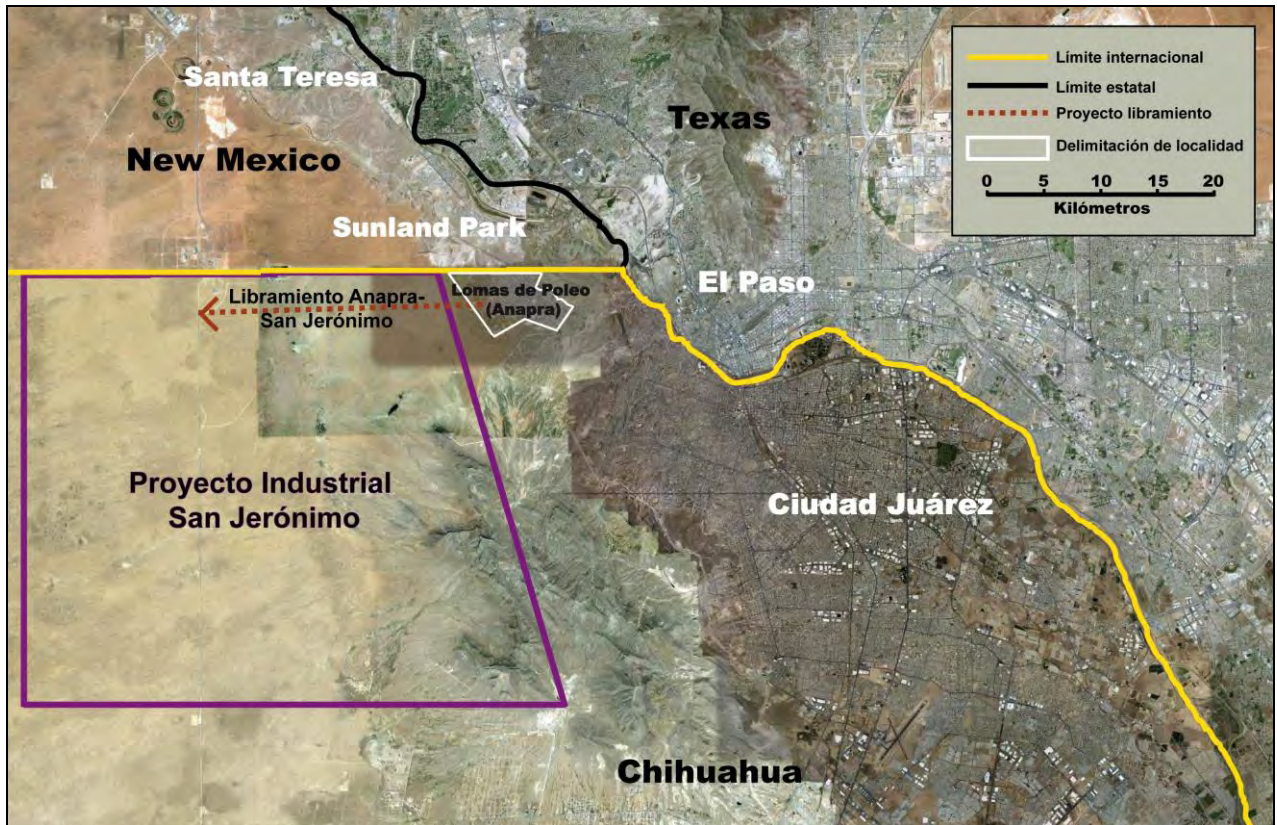 Santa Teresa
New Mexico
Sunland Park
Texas
El Paso
Límite internacional
Límite estatal
Proyecto libramiento
Delimitación de localidad
0 5 10 15 20
Kilómetros
Libramiento Anapra-
San Jerónimo
Lomas de Poleo
(Anapra)
Proyecto Industrial
San Jerónimo
Ciudad Juárez
Chihuahua